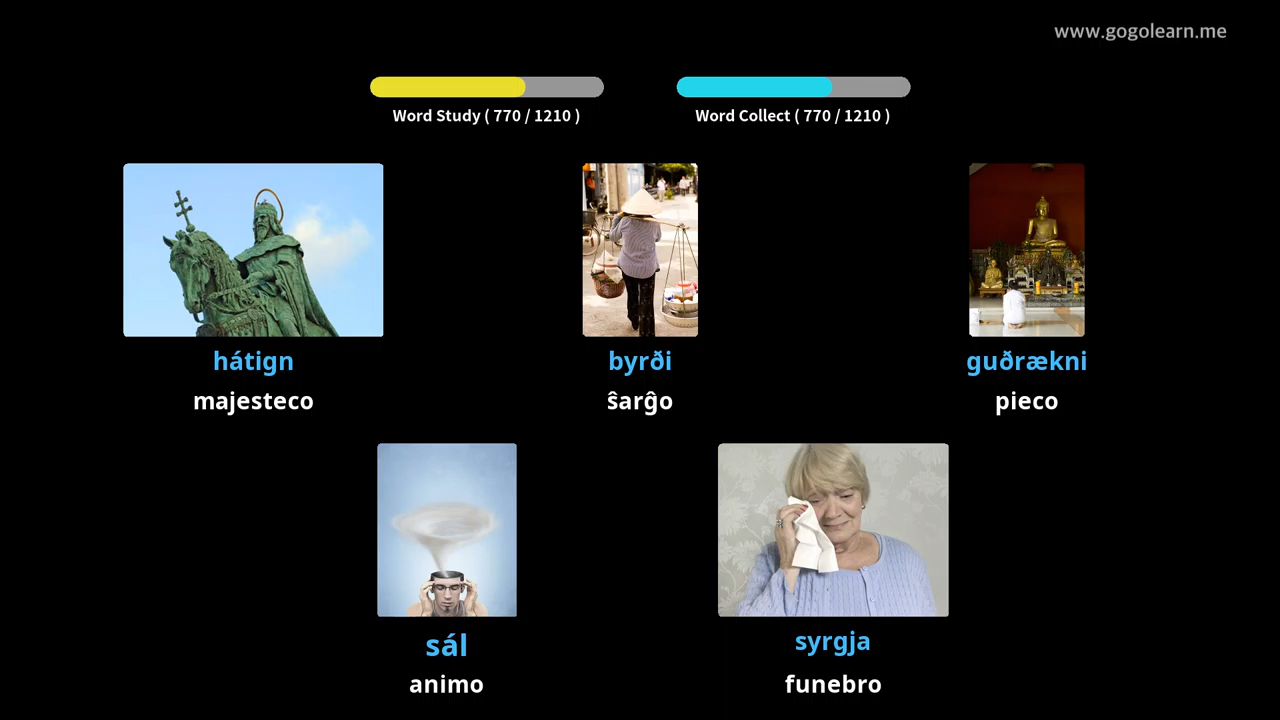 www.gogolearn.me
Word Study ( 770 / 1210 )
Word Collect ( 770 / 1210 )
hátign
byrði
guðrækni
majesteco
ŝarĝo
pieco
sál
syrgja
animo
funebro